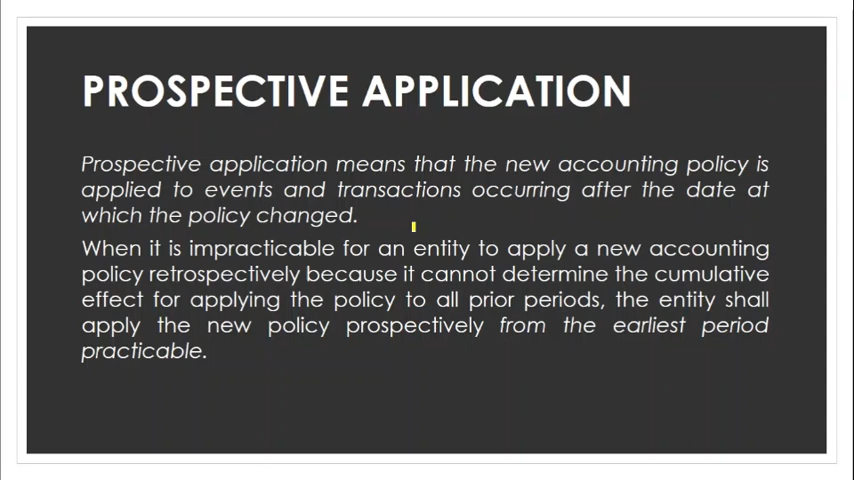 PROSPECTIVE APPLICATION
Prospective application means that the new accounting policy is
applied to events and transactions occurring after the date at
which the policy changed.
When it is impracticable for an entity to apply a new accounting
policy retrospectively because it cannot determine the cumulative
effect for applying the policy to all prior periods, the entity shall
apply the new policy prospectively from the earliest period
practicable.